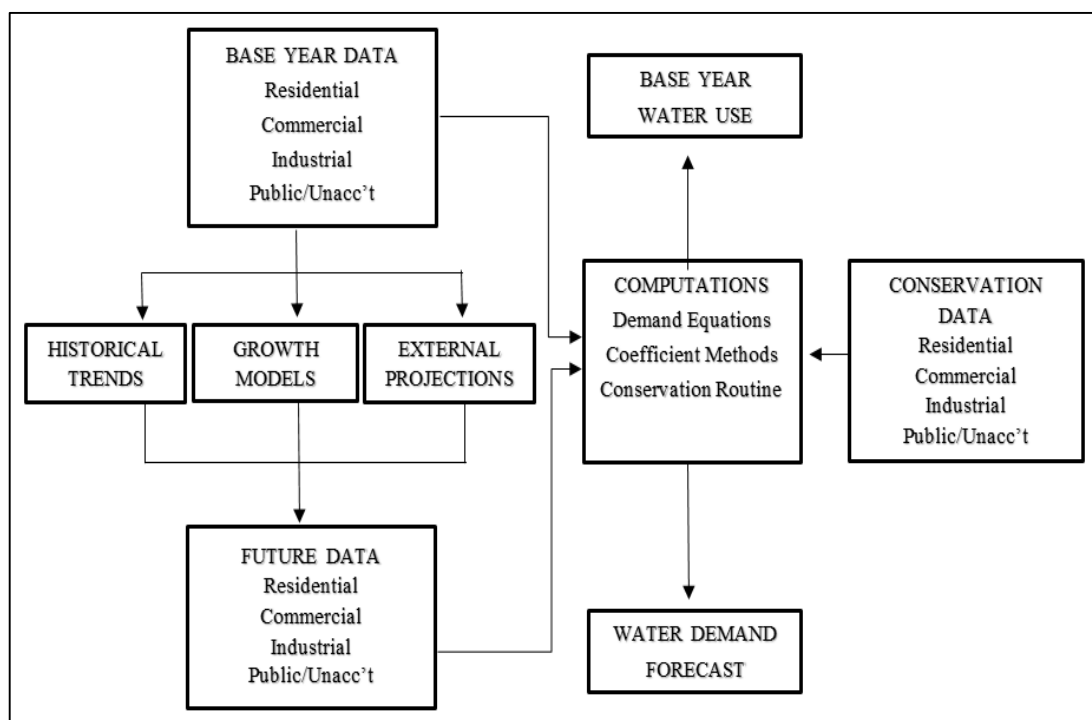 BASE YEAR DATA
Residential
Commercial
Industrial
Public/Unacc’t
BASE YEAR
WATER USE
HISTORICAL
TRENDS
GROWTH
MODELS
EXTERNAL
PROJECTIONS
COMPUTATIONS
Demand Equations
Coefficient Methods
Conservation Routine
CONSERVATION
DATA
Residential
Commercial
Industrial
Public/Unacc’t
FUTURE DATA
Residential
Commercial
Industrial
Public/Unacc’t
WATER DEMAND
FORECAST